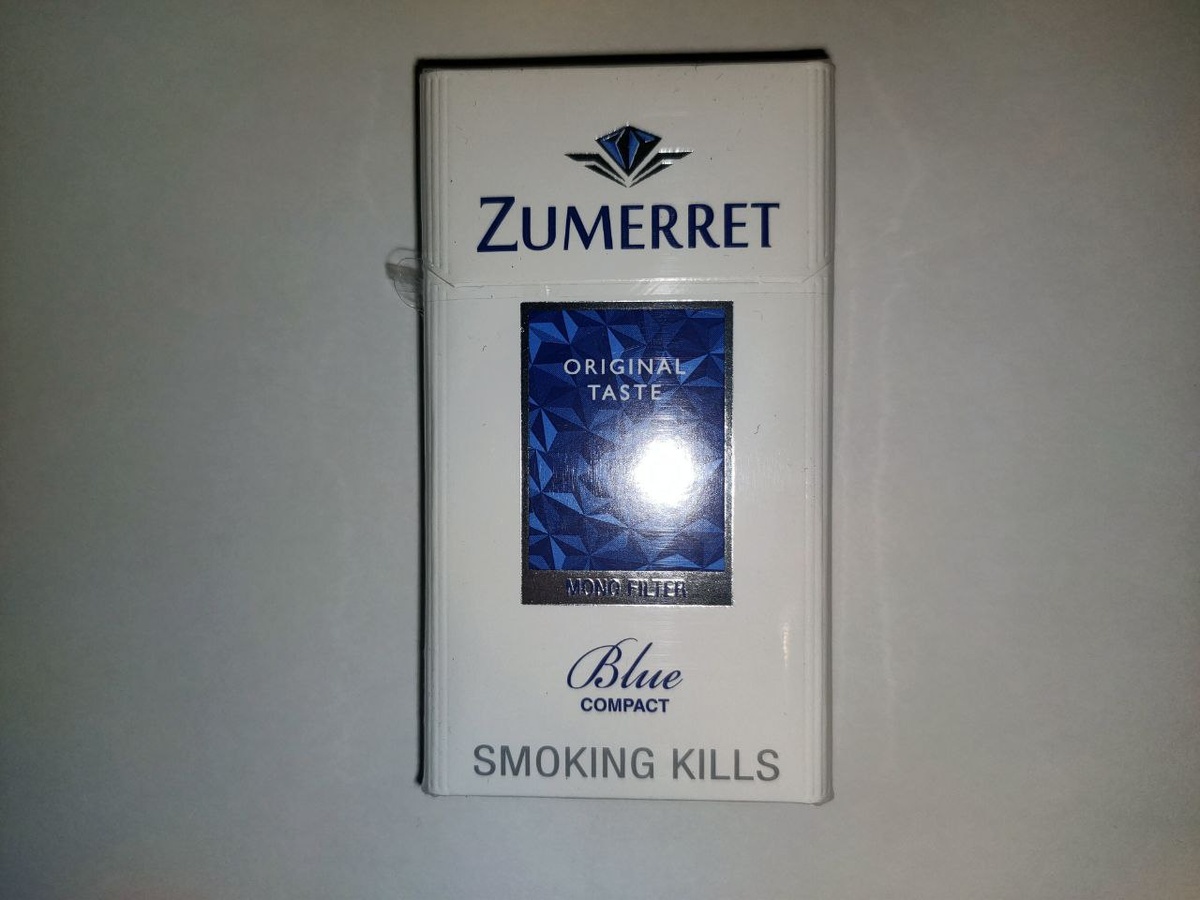 ZUMERRET
ORIGINAL
TASTE
MONO FILTER
Blue
COMPACT
SMOKING KILLS